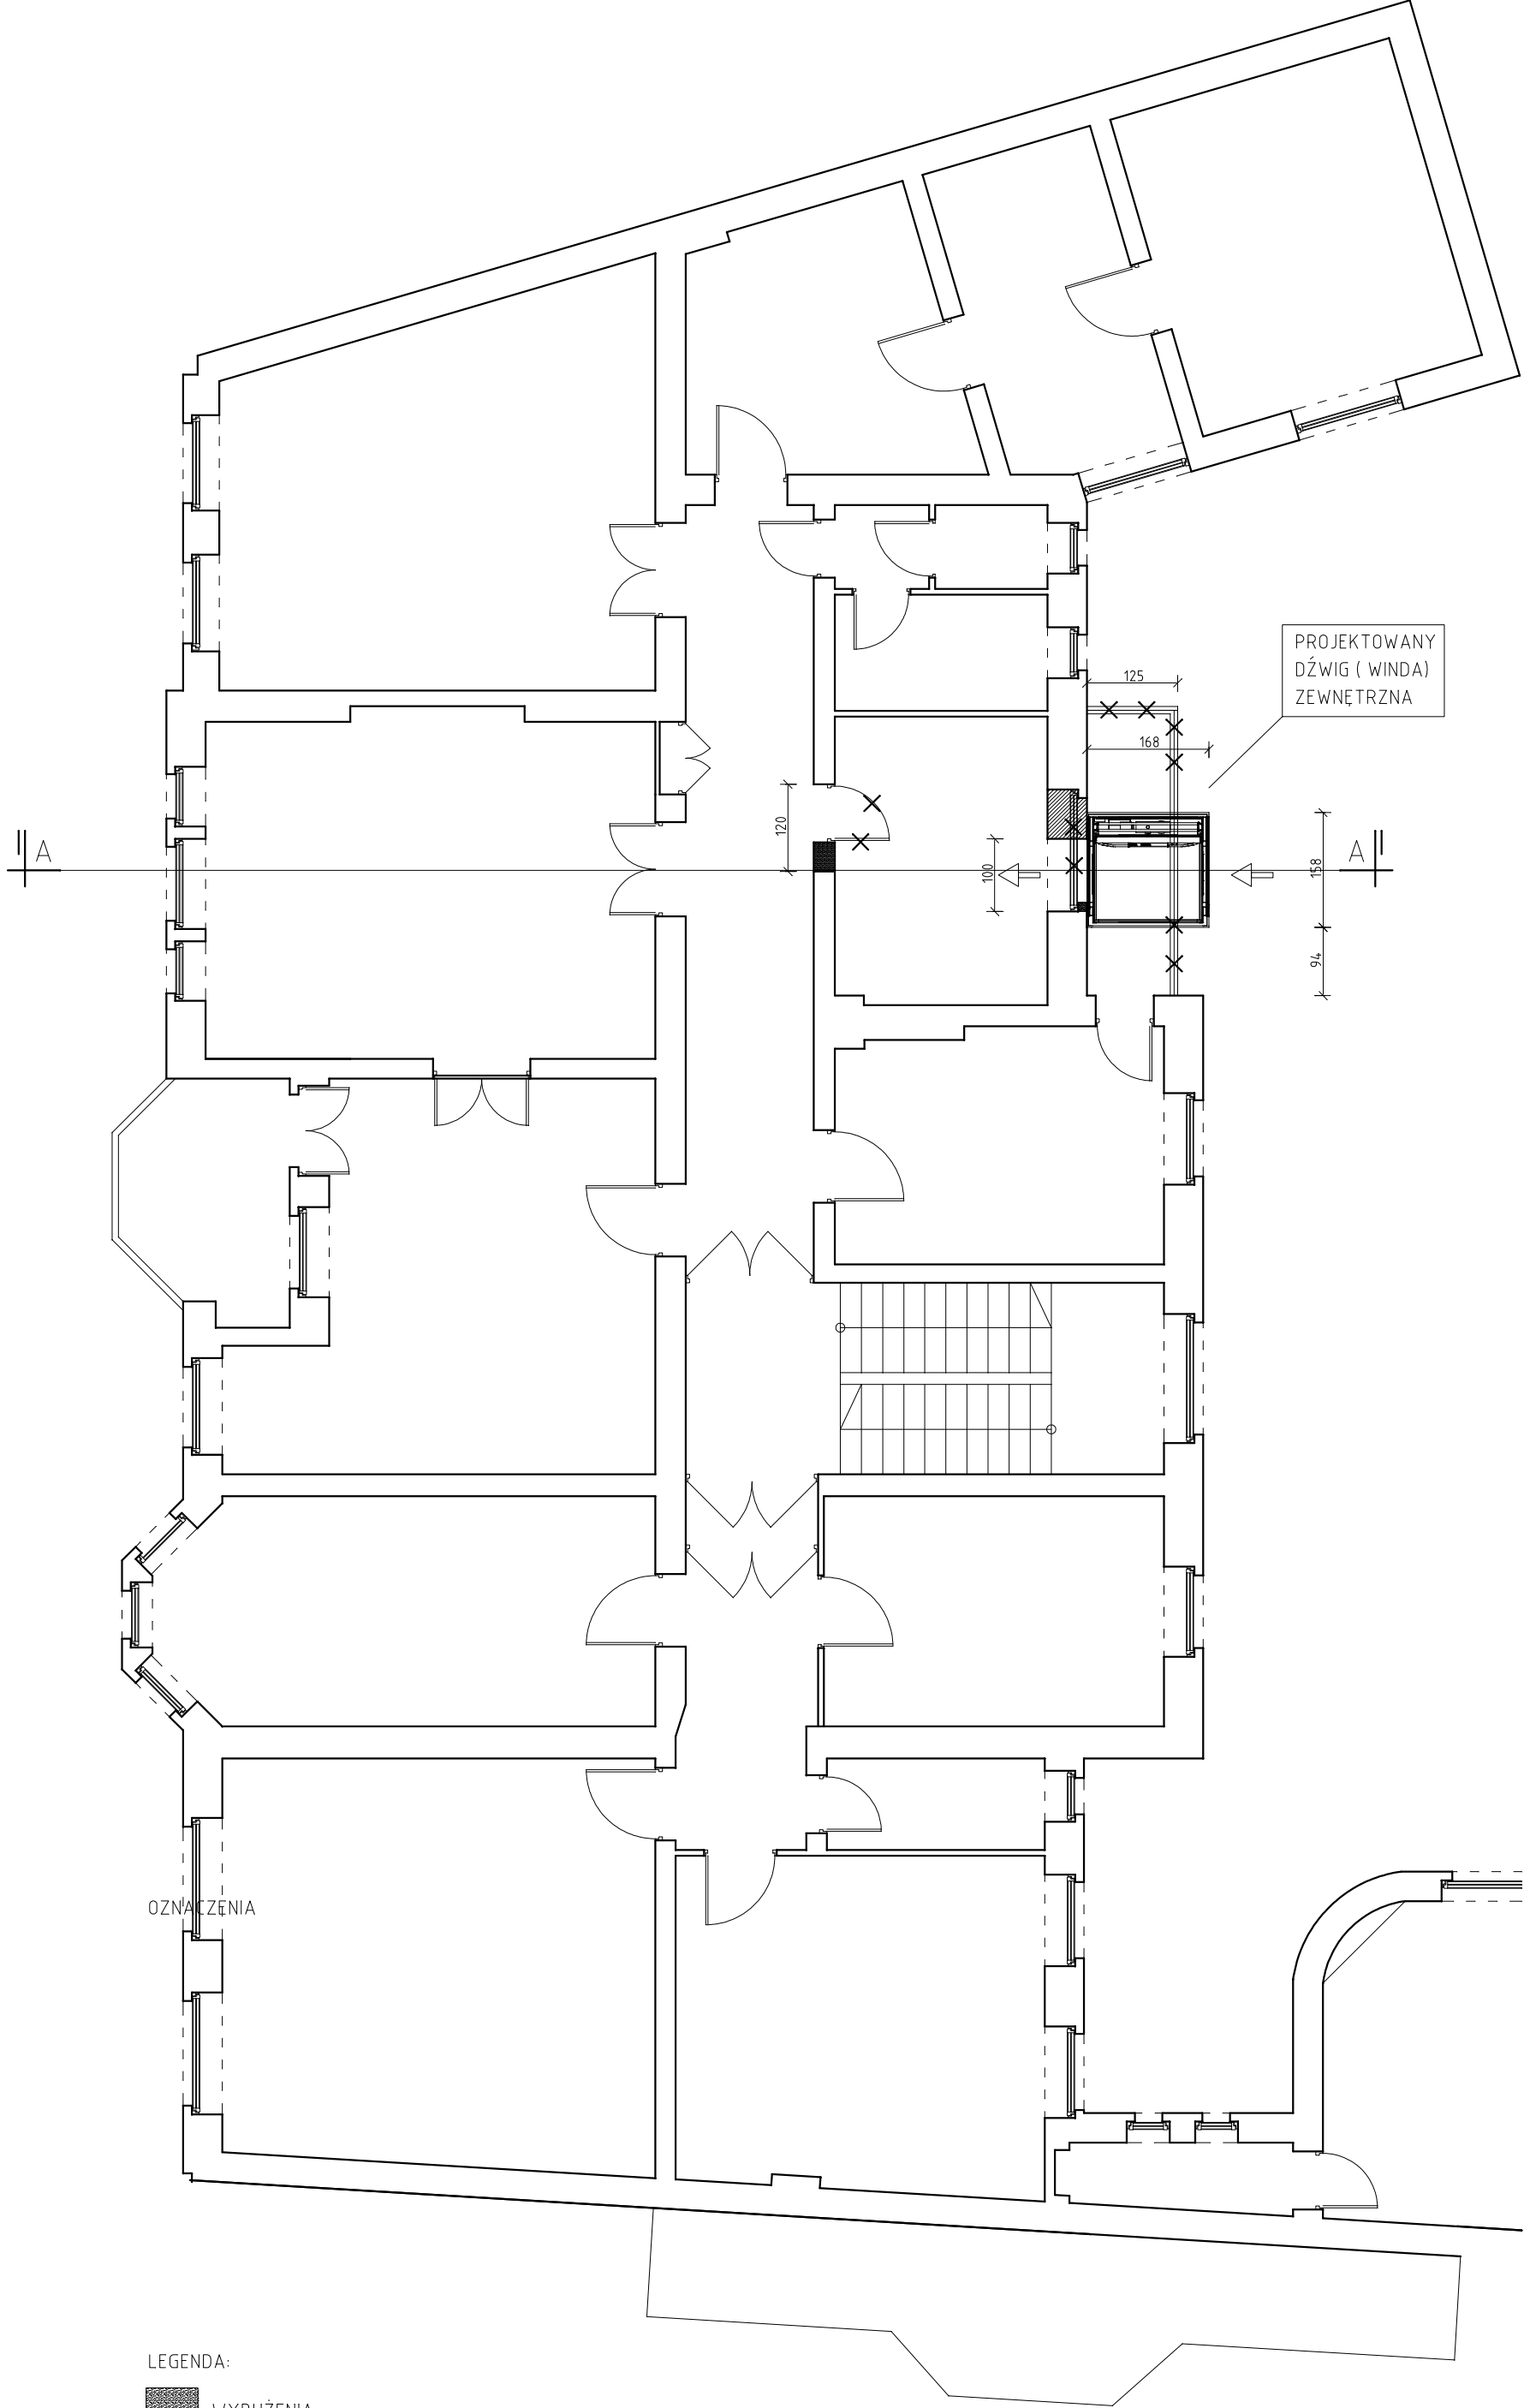 PROJEKTOWANY
DŹWIG ( WINDA)
ZEWNĘTRZNA
125
168
120
100
158
94
A
A
OZNACZENIA
LEGENDA: